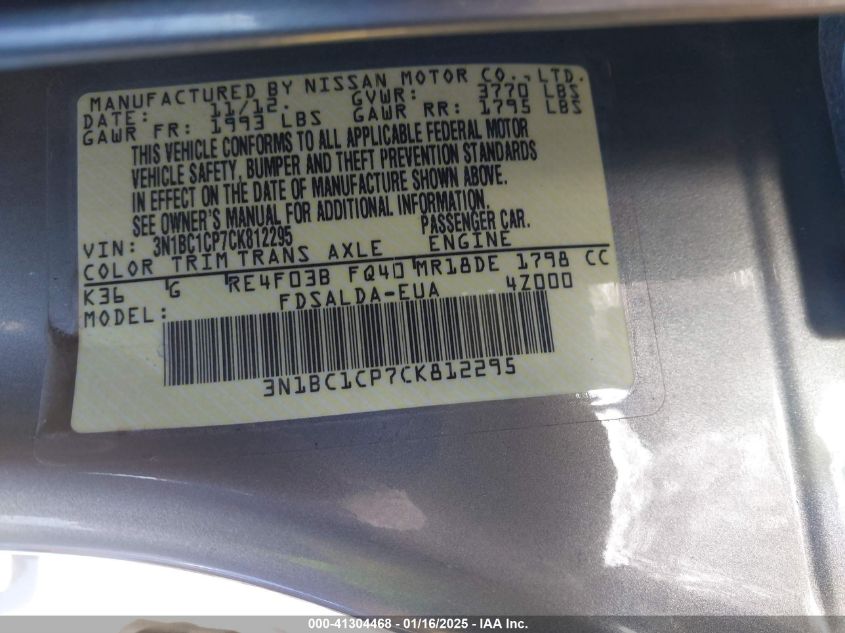 MANUFACTURED BY NISSAN MOTOR CO., LTD.
DATE: 11/12. GVWR: 3770 LBS
GAWR FR: 1993 LBS GAWR RR: 1795 LBS
THIS VEHICLE CONFORMS TO ALL APPLICABLE FEDERAL MOTOR
VEHICLE SAFETY, BUMPER AND THEFT PREVENTION STANDARDS
IN EFFECT ON THE DATE OF MANUFACTURE SHOWN ABOVE.
SEE OWNER'S MANUAL FOR ADDITIONAL INFORMATION.
VIN: 3N1BC1CP7CK812295 PASSENGER CAR.
COLOR TRIM TRANS AXLE ENGINE
K36 G RE4F03B FQ40 MR18DE 1798 CC
MODEL: FDSALDA-EUA 4Z000
3N1BC1CP7CK812295
000-41304468 - 01/16/2025 - IAA Inc.